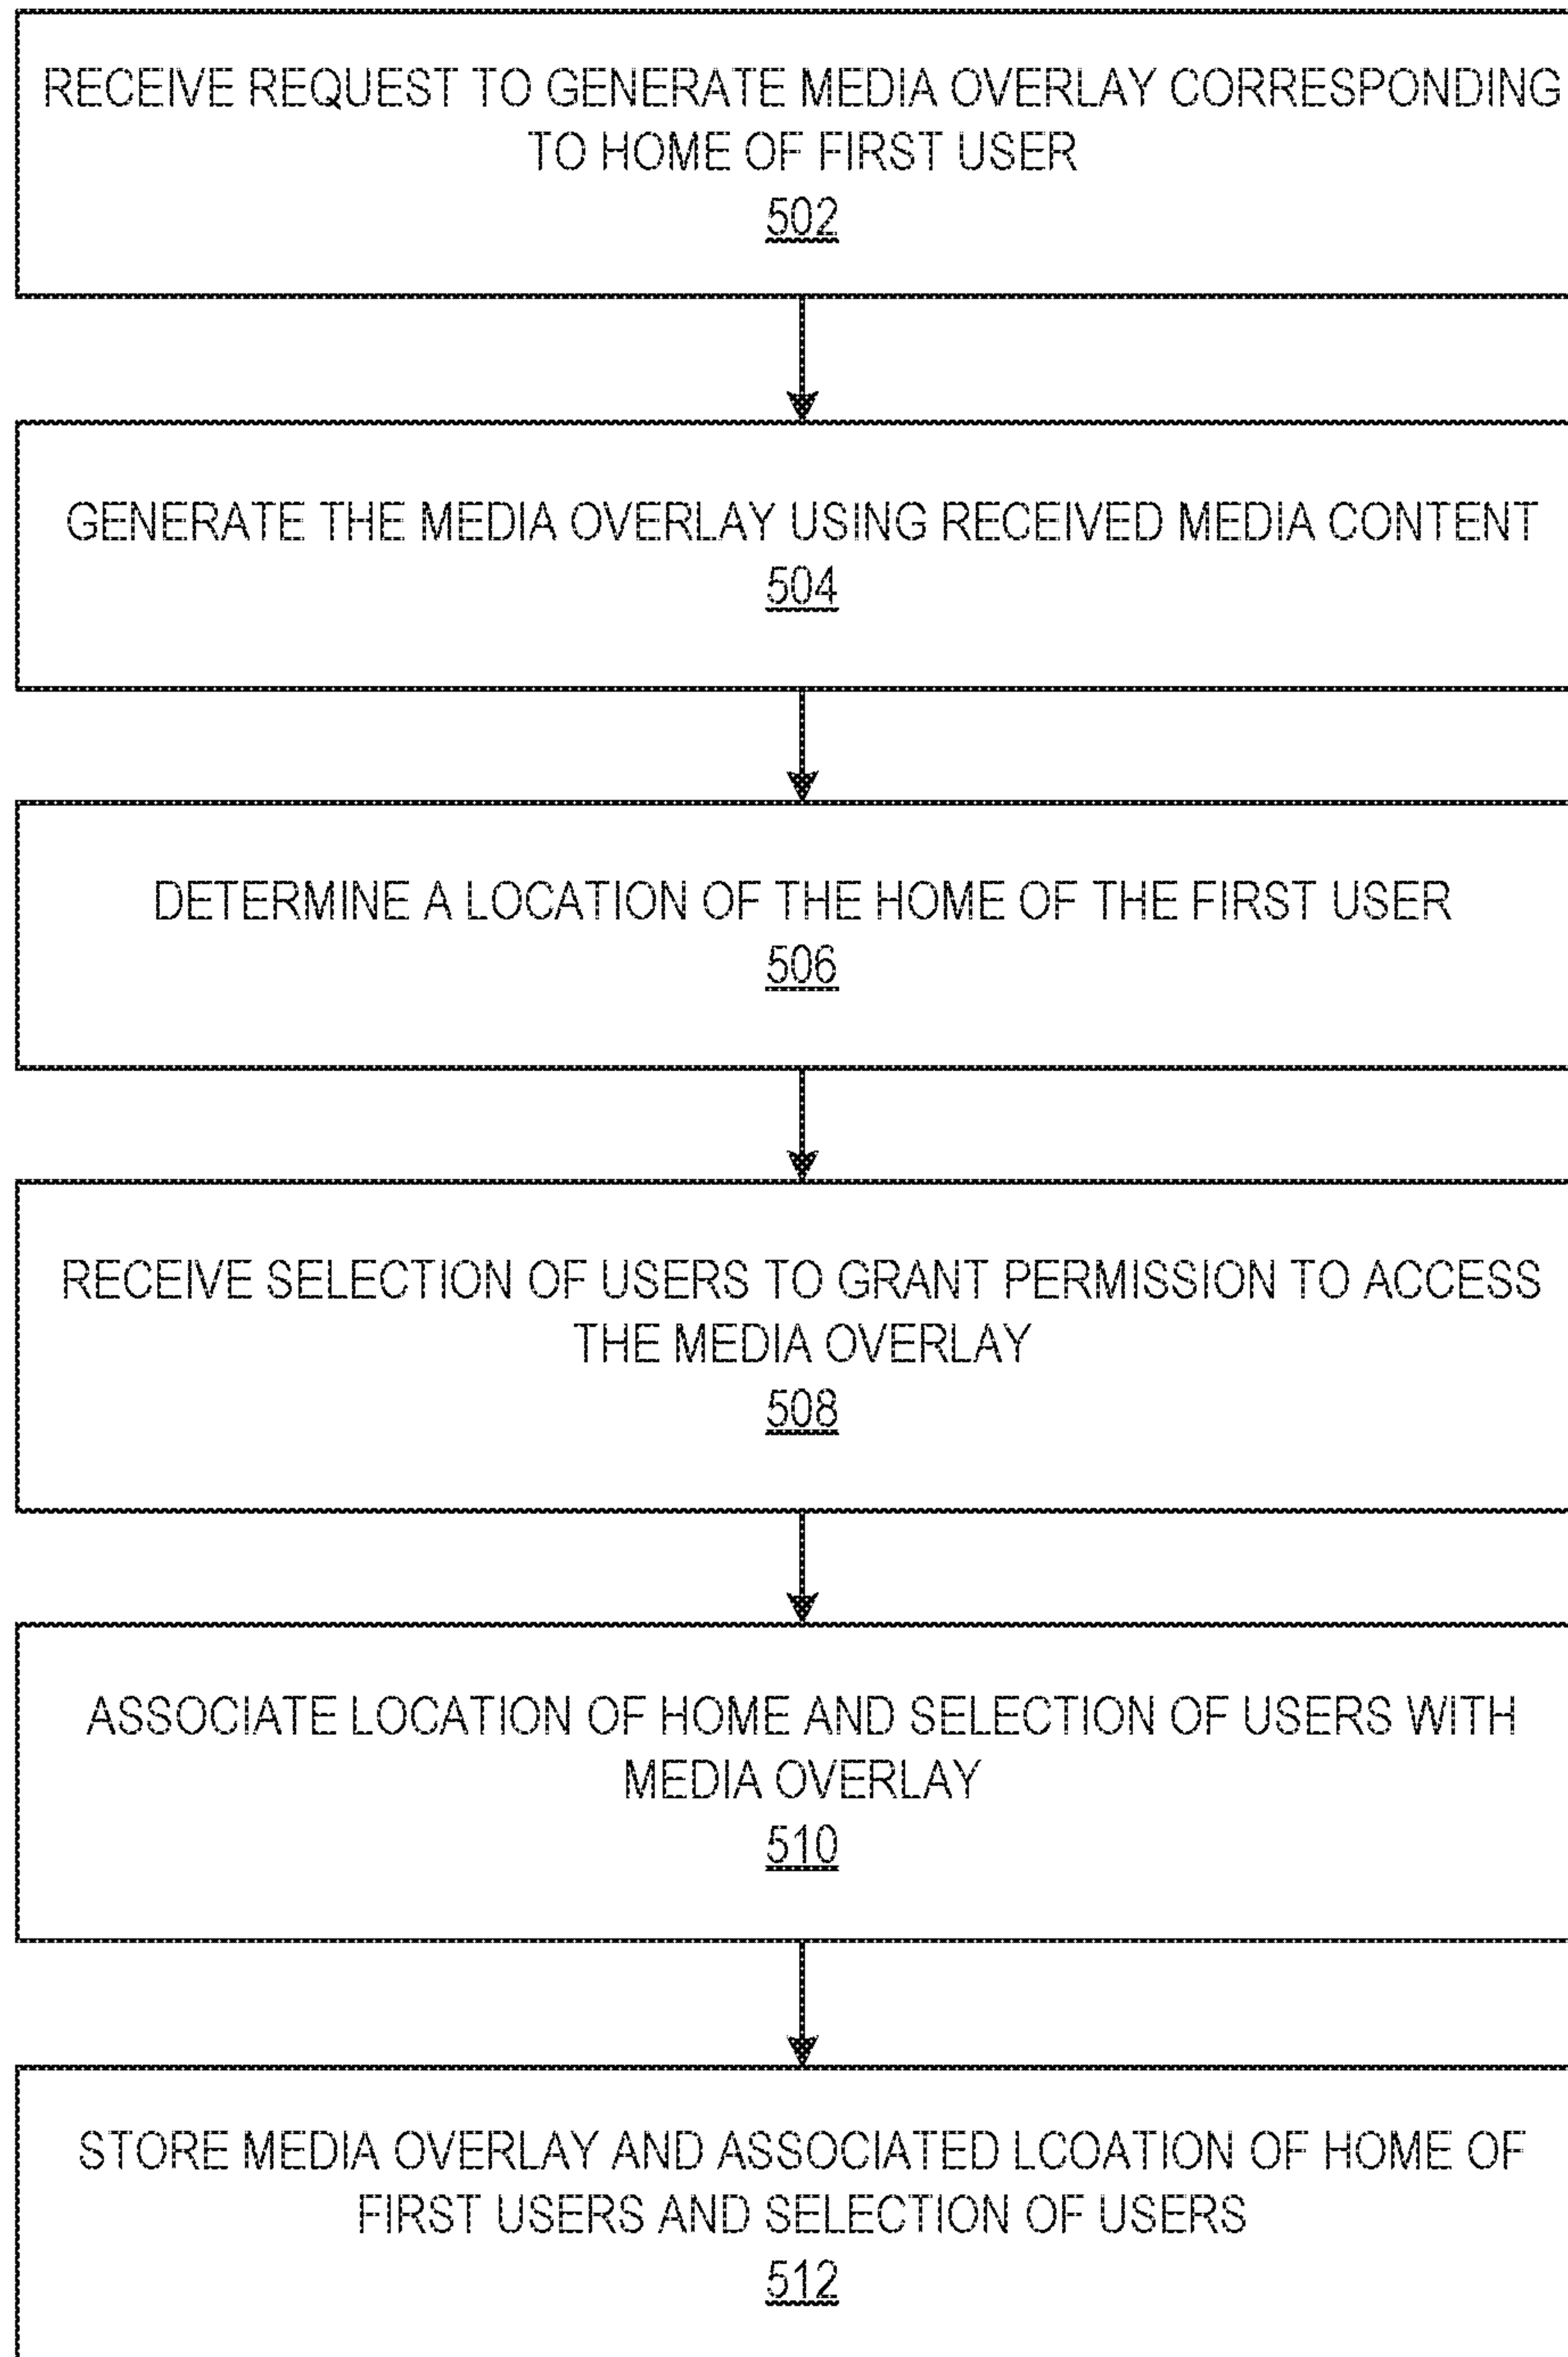 RECEIVE REQUEST TO GENERATE MEDIA OVERLAY CORRESPONDING
TO HOME OF FIRST USER
502
GENERATE THE MEDIA OVERLAY USING RECEIVED MEDIA CONTENT
504
DETERMINE A LOCATION OF THE HOME OF THE FIRST USER
506
RECEIVE SELECTION OF USERS TO GRANT PERMISSION TO ACCESS
THE MEDIA OVERLAY
508
ASSOCIATE LOCATION OF HOME AND SELECTION OF USERS WITH
MEDIA OVERLAY
510
STORE MEDIA OVERLAY AND ASSOCIATED LCOATION OF HOME OF
FIRST USERS AND SELECTION OF USERS
512